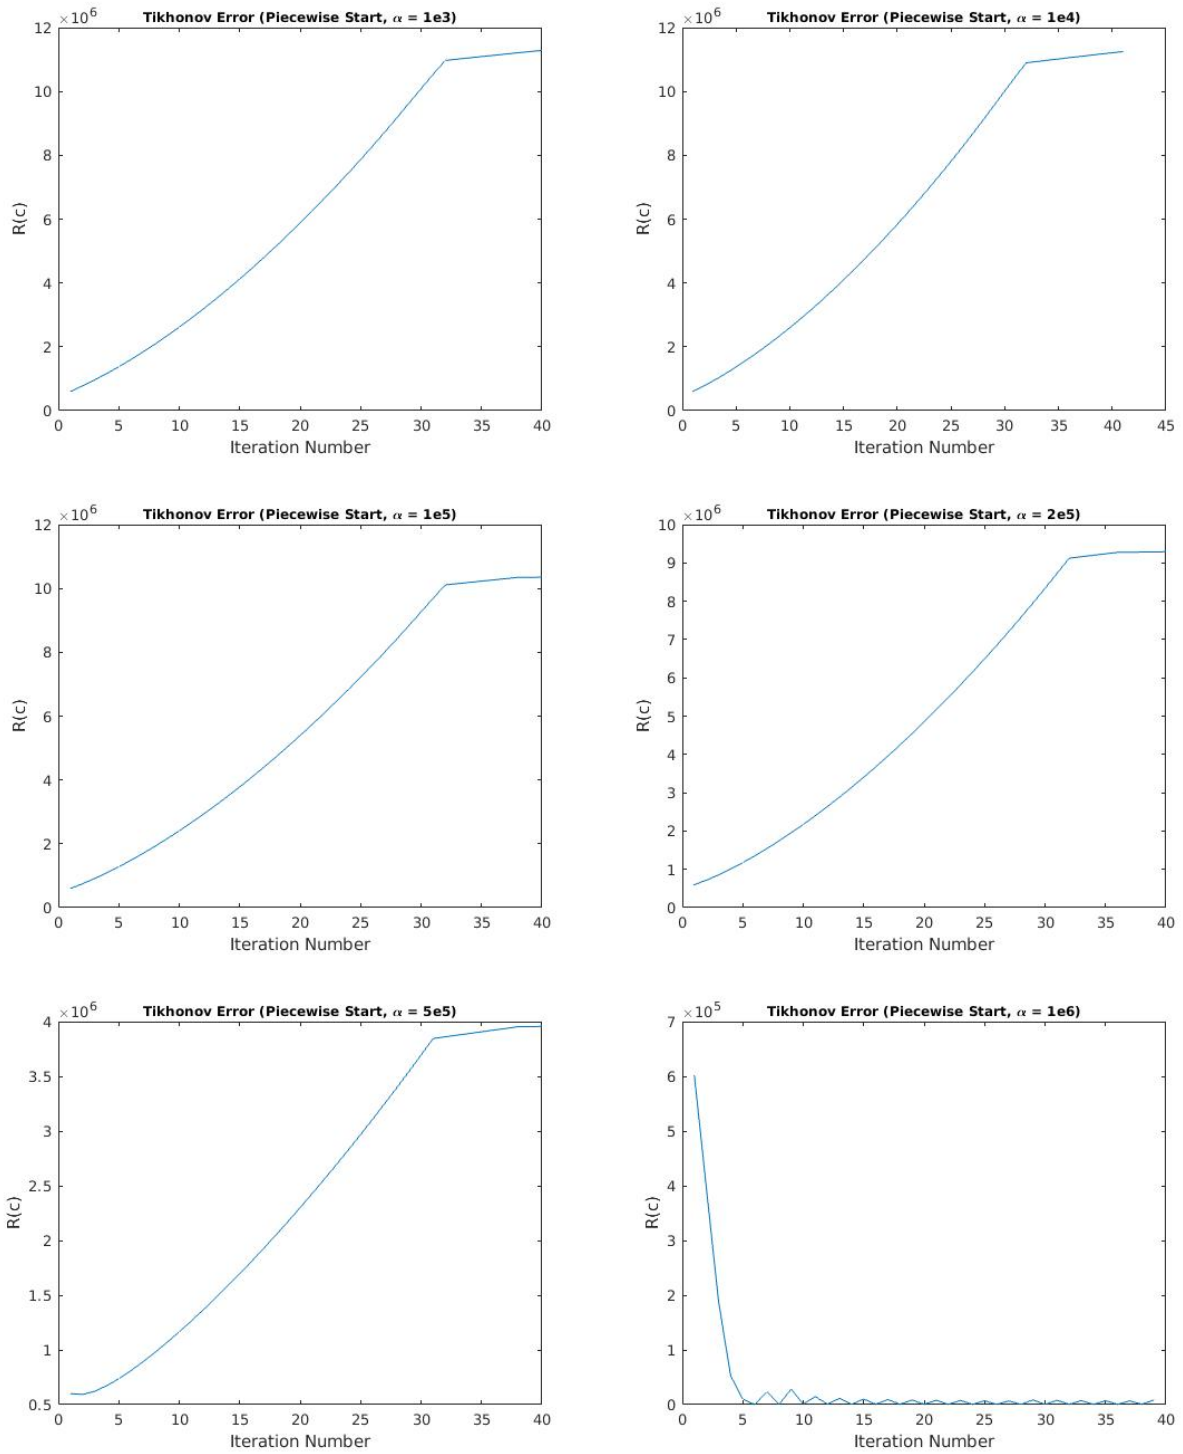 Tikhonov Error (Piecewise Start, α = 1e3)
×10^6
12
10
8
6
4
2
0
R(c)
0 5 10 15 20 25 30 35 40
Iteration Number
Tikhonov Error (Piecewise Start, α = 1e4)
×10^6
12
10
8
6
4
2
0
R(c)
0 5 10 15 20 25 30 35 40 45
Iteration Number
Tikhonov Error (Piecewise Start, α = 1e5)
×10^6
12
10
8
6
4
2
0
R(c)
0 5 10 15 20 25 30 35 40
Iteration Number
Tikhonov Error (Piecewise Start, α = 2e5)
×10^6
10
9
8
7
6
5
4
3
2
1
0
R(c)
0 5 10 15 20 25 30 35 40
Iteration Number
Tikhonov Error (Piecewise Start, α = 5e5)
×10^6
4
3.5
3
2.5
2
1.5
1
0.5
R(c)
0 5 10 15 20 25 30 35 40
Iteration Number
Tikhonov Error (Piecewise Start, α = 1e6)
×10^5
7
6
5
4
3
2
1
0
R(c)
0 5 10 15 20 25 30 35 40
Iteration Number